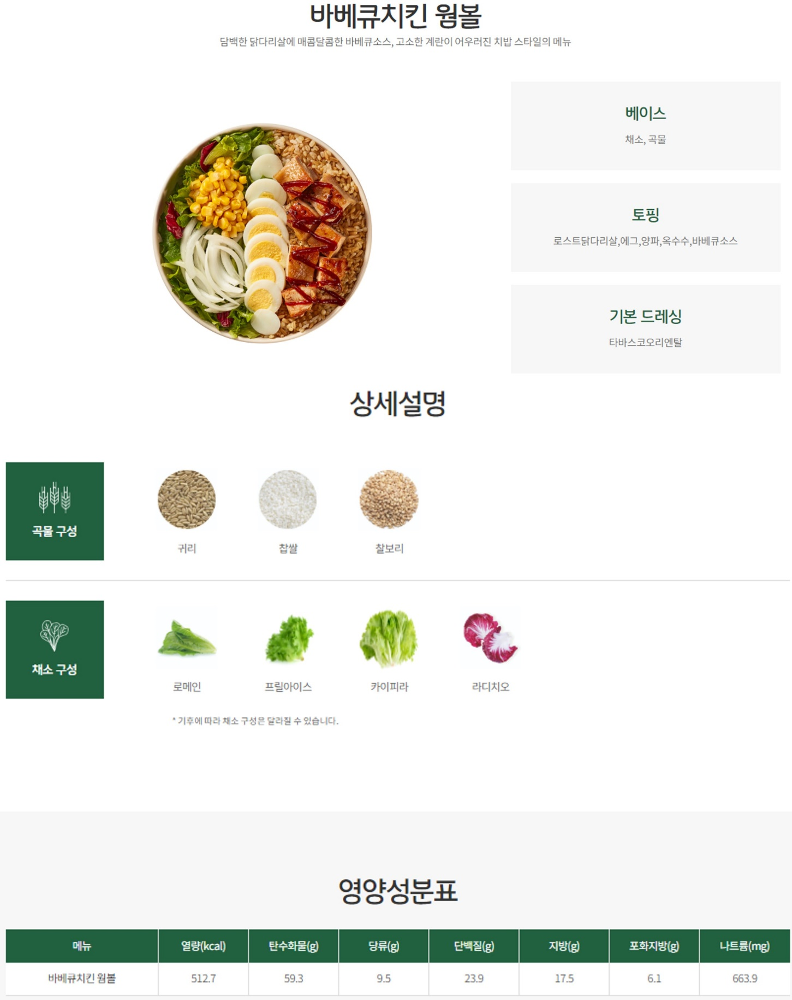 바베큐치킨 웜볼
담백한 닭다리살에 매콤달콤한 바베큐소스, 고소한 계란이 어우러진 치밥 스타일의 메뉴
베이스
채소, 곡물
토핑
로스트닭다리살,에그,양파,옥수수,바베큐소스
기본 드레싱
타바스코오리엔탈
상세설명
곡물 구성
귀리 찹쌀 찰보리
채소 구성
로메인 프릴아이스 카이피라 라디치오
* 기후에 따라 채소 구성은 달라질 수 있습니다.
영양성분표
메뉴 열량(kcal) 탄수화물(g) 당류(g) 단백질(g) 지방(g) 포화지방(g) 나트륨(mg)
바베큐치킨 웜볼 512.7 59.3 9.5 23.9 17.5 6.1 663.9